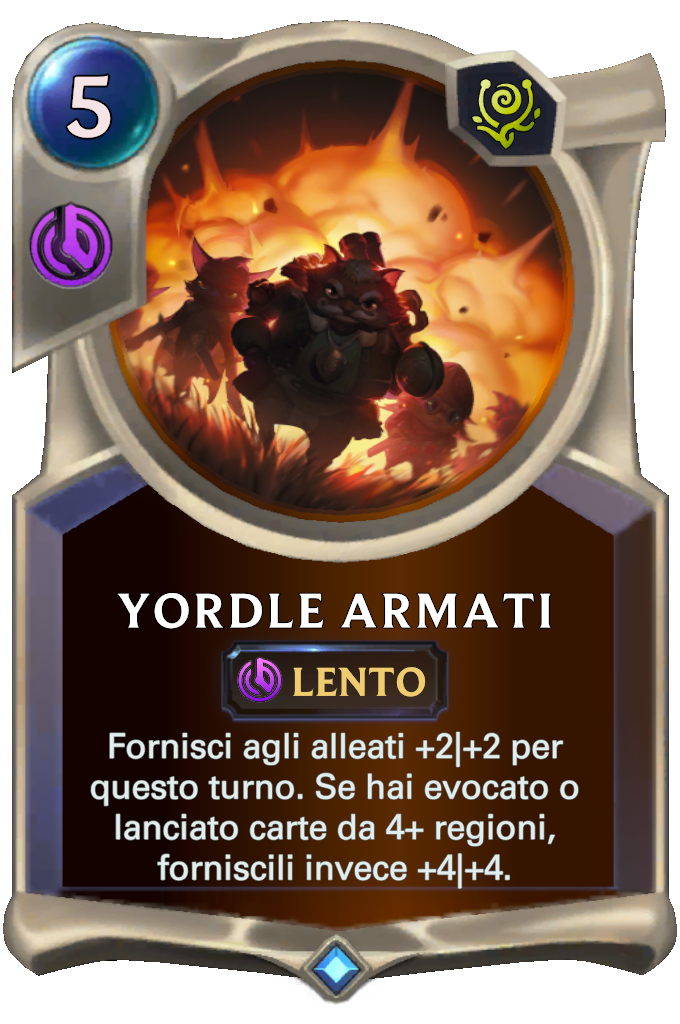 5
YORDLE ARMATI
LENTO
Fornisci agli alleati +2|+2 per
questo turno. Se hai evocato o
lanciato carte da 4+ regioni,
forniscili invece +4|+4.